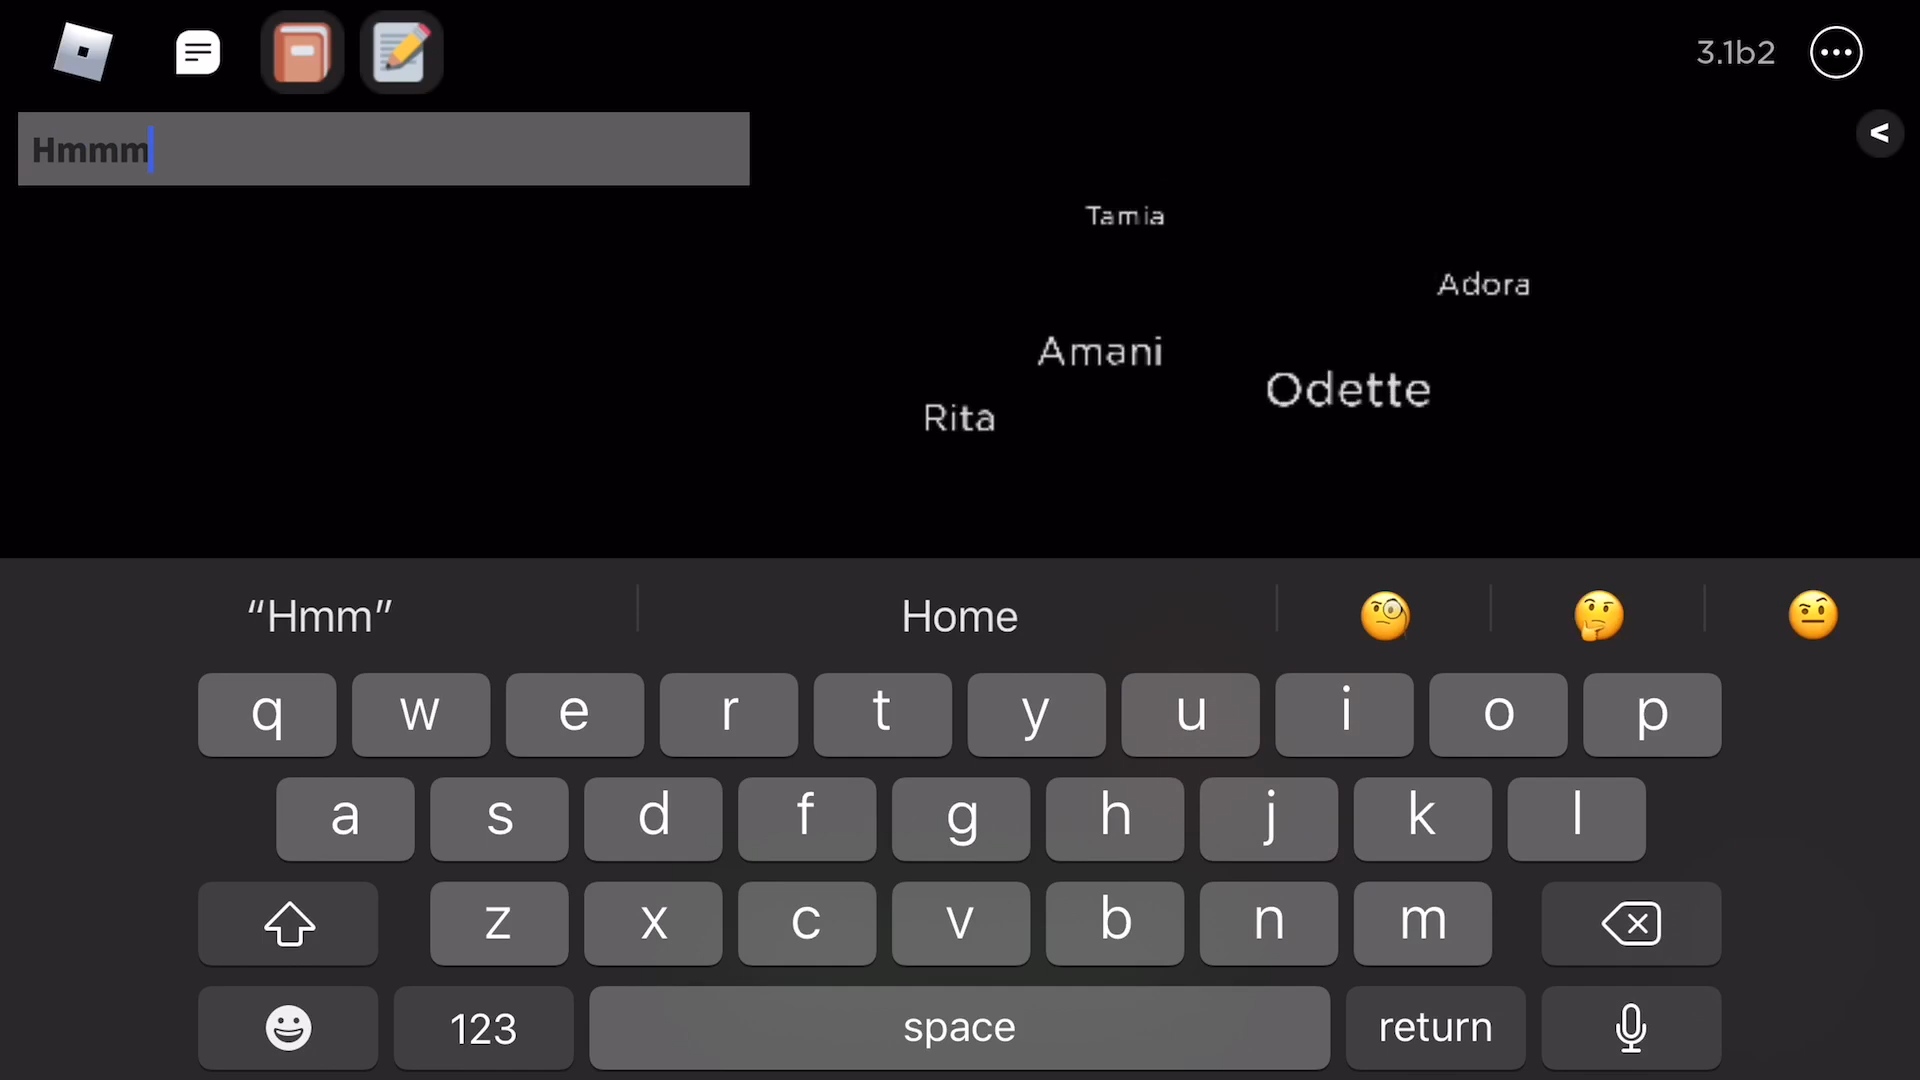 3.1b2
Hmmm
<
Tamia
Adora
Amani
Odette
Rita
“Hmm” Home
q w e r t y u i o p
a s d f g h j k l
z x c v b n m
123 space return